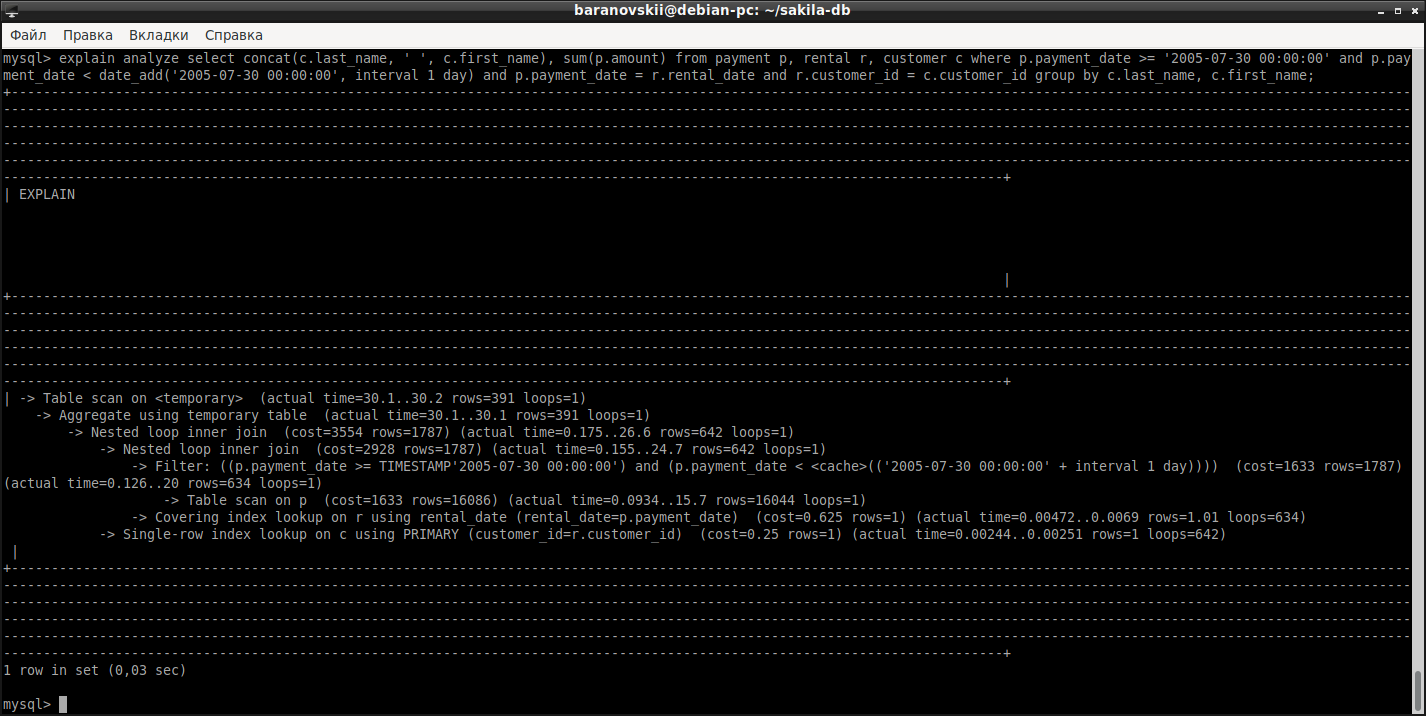 baranovskii@debian-pc: ~/sakila-db
Файл Правка Вкладки Справка
mysql> explain analyze select concat(c.last_name, ' ', c.first_name), sum(p.amount) from payment p, rental r, customer c where p.payment_date >= '2005-07-30 00:00:00' and p.pay
ment_date < date_add('2005-07-30 00:00:00', interval 1 day) and p.payment_date = r.rental_date and r.customer_id = c.customer_id group by c.last_name, c.first_name;
| EXPLAIN
|
| -> Table scan on <temporary>  (actual time=30.1..30.2 rows=391 loops=1)
-> Aggregate using temporary table  (actual time=30.1..30.1 rows=391 loops=1)
-> Nested loop inner join  (cost=3554 rows=1787) (actual time=0.175..26.6 rows=642 loops=1)
-> Nested loop inner join  (cost=2928 rows=1787) (actual time=0.155..24.7 rows=642 loops=1)
-> Filter: ((p.payment_date >= TIMESTAMP'2005-07-30 00:00:00') and (p.payment_date < <cache>(('2005-07-30 00:00:00' + interval 1 day))))  (cost=1633 rows=1787)
(actual time=0.126..20 rows=634 loops=1)
-> Table scan on p  (cost=1633 rows=16086) (actual time=0.0934..15.7 rows=16044 loops=1)
-> Covering index lookup on r using rental_date (rental_date=p.payment_date)  (cost=0.625 rows=1) (actual time=0.00472..0.0069 rows=1.01 loops=634)
-> Single-row index lookup on c using PRIMARY (customer_id=r.customer_id)  (cost=0.25 rows=1) (actual time=0.00244..0.00251 rows=1 loops=642)
|
1 row in set (0,03 sec)
mysql>